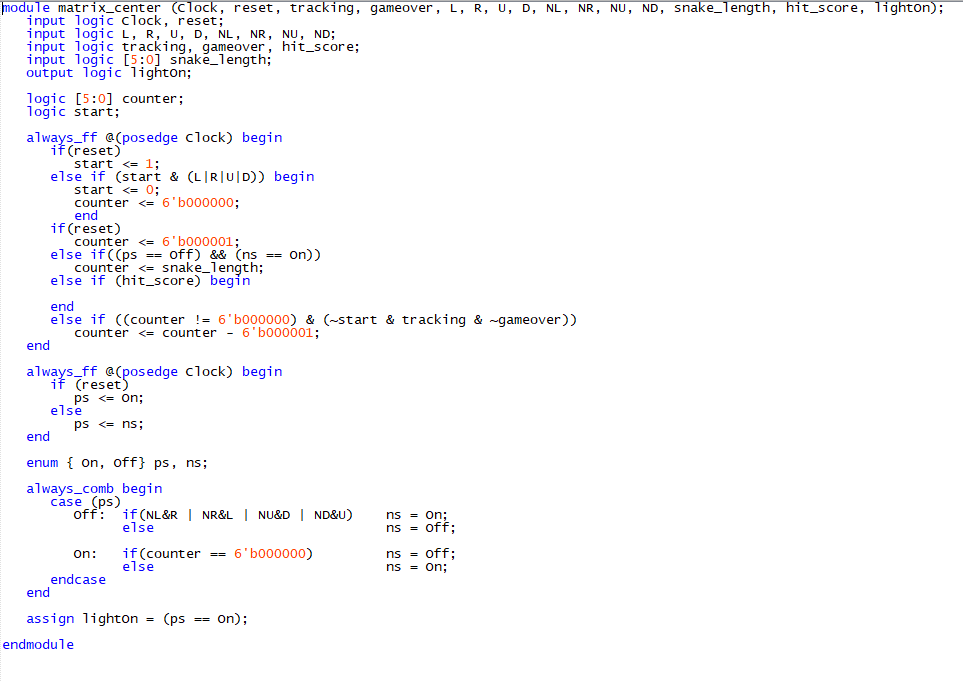 module matrix_center (Clock, reset, tracking, gameover, L, R, U, D, NL, NR, NU, ND, snake_length, hit_score, lightOn);
   input logic Clock, reset;
   input logic L, R, U, D, NL, NR, NU, ND;
   input logic tracking, gameover, hit_score;
   input logic [5:0] snake_length;
   output logic lightOn;

   logic [5:0] counter;
   logic start;

   always_ff @(posedge Clock) begin
      if(reset)
         start <= 1;
      else if (start & (L|R|U|D)) begin
         start <= 0;
         counter <= 6'b000000;
         end
      if(reset)
         counter <= 6'b000001;
      else if((ps == Off) && (ns == On))
         counter <= snake_length;
      else if (hit_score) begin

      end
      else if ((counter != 6'b000000) & (~start & tracking & ~gameover))
         counter <= counter - 6'b000001;
   end

   always_ff @(posedge Clock) begin
      if (reset)
         ps <= On;
      else
         ps <= ns;
   end

   enum { On, Off} ps, ns;

   always_comb begin
      case (ps)
         Off:  if(NL&R | NR&L | NU&D | ND&U)    ns = On;
               else                             ns = Off;

         On:   if(counter == 6'b000000)         ns = Off;
               else                             ns = On;
      endcase
   end

   assign lightOn = (ps == On);

endmodule